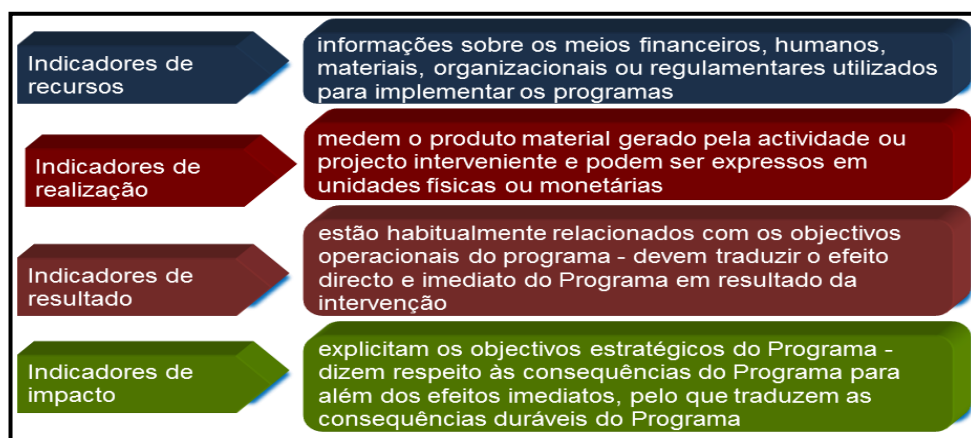 Indicadores de
recursos
informações sobre os meios financeiros, humanos,
materiais, organizacionais ou regulamentares utilizados
para implementar os programas
Indicadores de
realização
medem o produto material gerado pela actividade ou
projecto interveniente e podem ser expressos em
unidades físicas ou monetárias
Indicadores de
resultado
estão habitualmente relacionados com os objectivos
operacionais do programa - devem traduzir o efeito
directo e imediato do Programa em resultado da
intervenção
Indicadores de
impacto
explicitam os objectivos estratégicos do Programa -
dizem respeito às consequências do Programa para
além dos efeitos imediatos, pelo que traduzem as
consequências duráveis do Programa